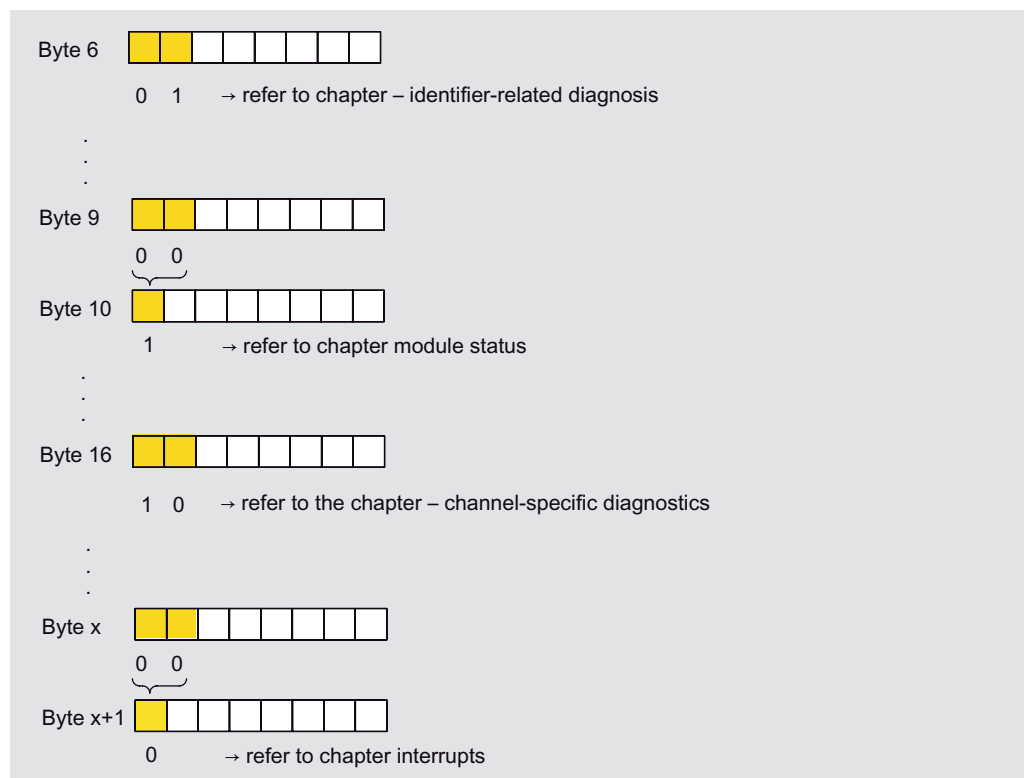 Byte 6
0 1 → refer to chapter – identifier-related diagnosis
.
.
.
Byte 9
0 0
Byte 10
1 → refer to chapter module status
.
.
.
Byte 16
1 0 → refer to the chapter – channel-specific diagnostics
.
.
.
Byte x
0 0
Byte x+1
0 → refer to chapter interrupts